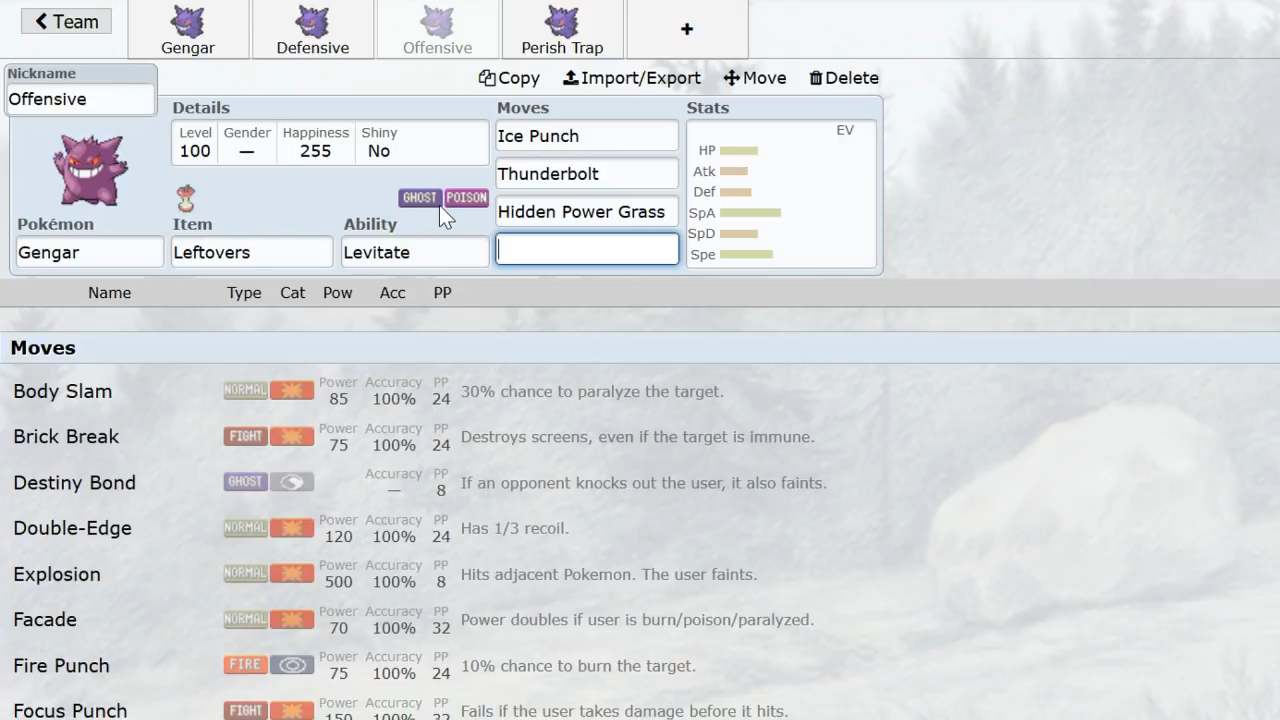 Team
Gengar
Defensive
Offensive
Perish Trap
+
Nickname
Offensive
Copy
Import/Export
Move
Delete
Details
Moves
Stats
Level
Gender
Happiness
Shiny
100
—
255
No
GHOST
POISON
Pokémon
Item
Ability
Gengar
Leftovers
Levitate
Ice Punch
Thunderbolt
Hidden Power Grass
EV
HP
Atk
Def
SpA
SpD
Spe
Name Type Cat Pow Acc PP
Moves
Body Slam NORMAL Power 85 Accuracy 100% PP 24 30% chance to paralyze the target.
Brick Break FIGHT Power 75 Accuracy 100% PP 24 Destroys screens, even if the target is immune.
Destiny Bond GHOST Accuracy — PP 8 If an opponent knocks out the user, it also faints.
Double-Edge NORMAL Power 120 Accuracy 100% PP 24 Has 1/3 recoil.
Explosion NORMAL Power 500 Accuracy 100% PP 8 Hits adjacent Pokemon. The user faints.
Facade NORMAL Power 70 Accuracy 100% PP 32 Power doubles if user is burn/poison/paralyzed.
Fire Punch FIRE Power 75 Accuracy 100% PP 24 10% chance to burn the target.
Focus Punch FIGHT Power 150 Accuracy 100% PP 32 Fails if the user takes damage before it hits.